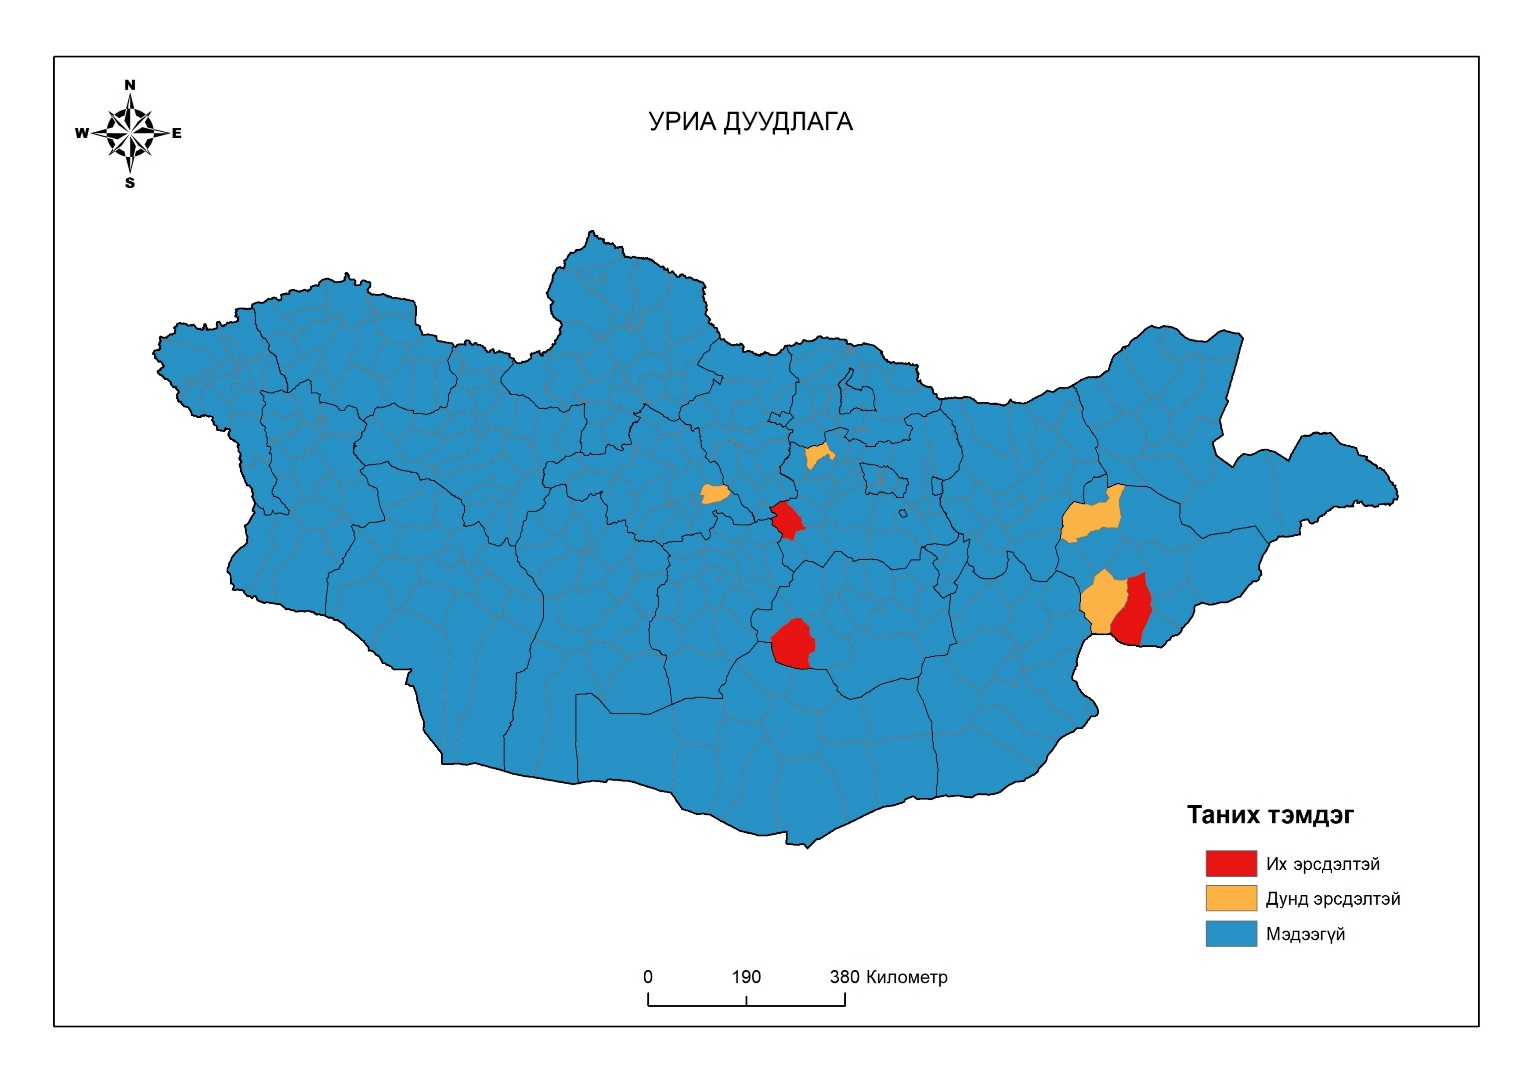 N
W E
S
УРИА ДУУДЛАГА
Таних тэмдэг
Их эрсдэлтэй
Дунд эрсдэлтэй
Мэдээгүй
0 190 380 Километр